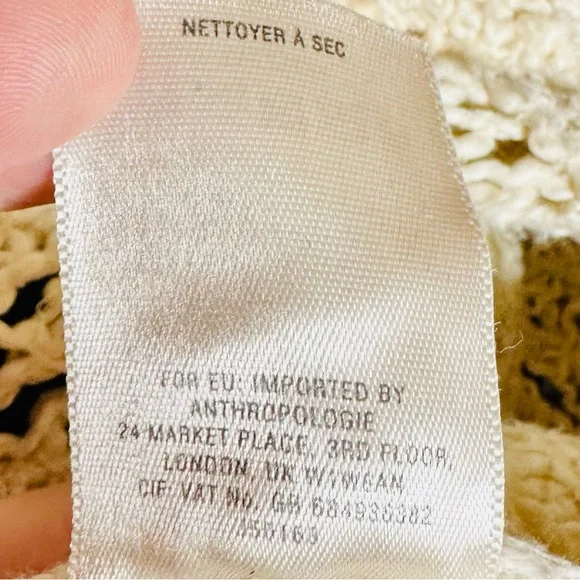 NETTOYER À SEC
FOR EU: IMPORTED BY
ANTHROPOLOGIE
24 MARKET PLACE, 3RD FLOOR,
LONDON, UK W1W8AN
CIF: VAT No. GB 684936382